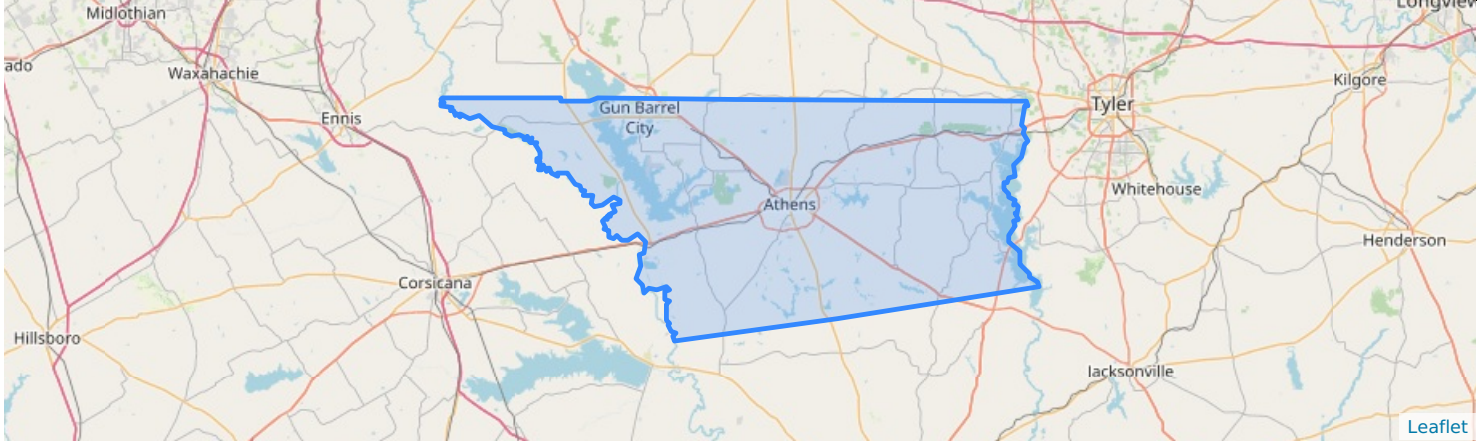 Midlothian
Longview
ado
Waxahachie
Kilgore
Ennis
Gun Barrel
City
Tyler
Whitehouse
Athens
Henderson
Corsicana
Hillsboro
Jacksonville
Leaflet